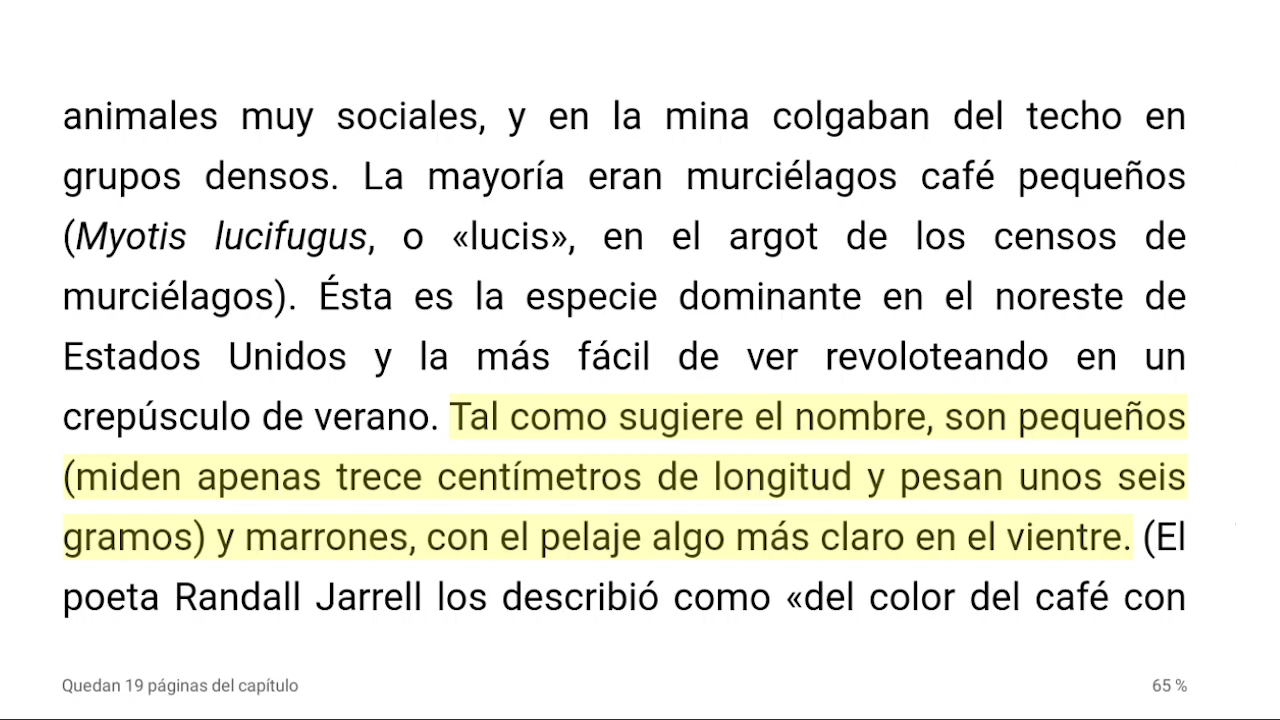 animales muy sociales, y en la mina colgaban del techo en
grupos densos. La mayoría eran murciélagos café pequeños
(Myotis lucifugus, o «lucis», en el argot de los censos de
murciélagos). Ésta es la especie dominante en el noreste de
Estados Unidos y la más fácil de ver revoloteando en un
crepúsculo de verano. Tal como sugiere el nombre, son pequeños
(miden apenas trece centímetros de longitud y pesan unos seis
gramos) y marrones, con el pelaje algo más claro en el vientre. (El
poeta Randall Jarrell los describió como «del color del café con
Quedan 19 páginas del capítulo
65 %